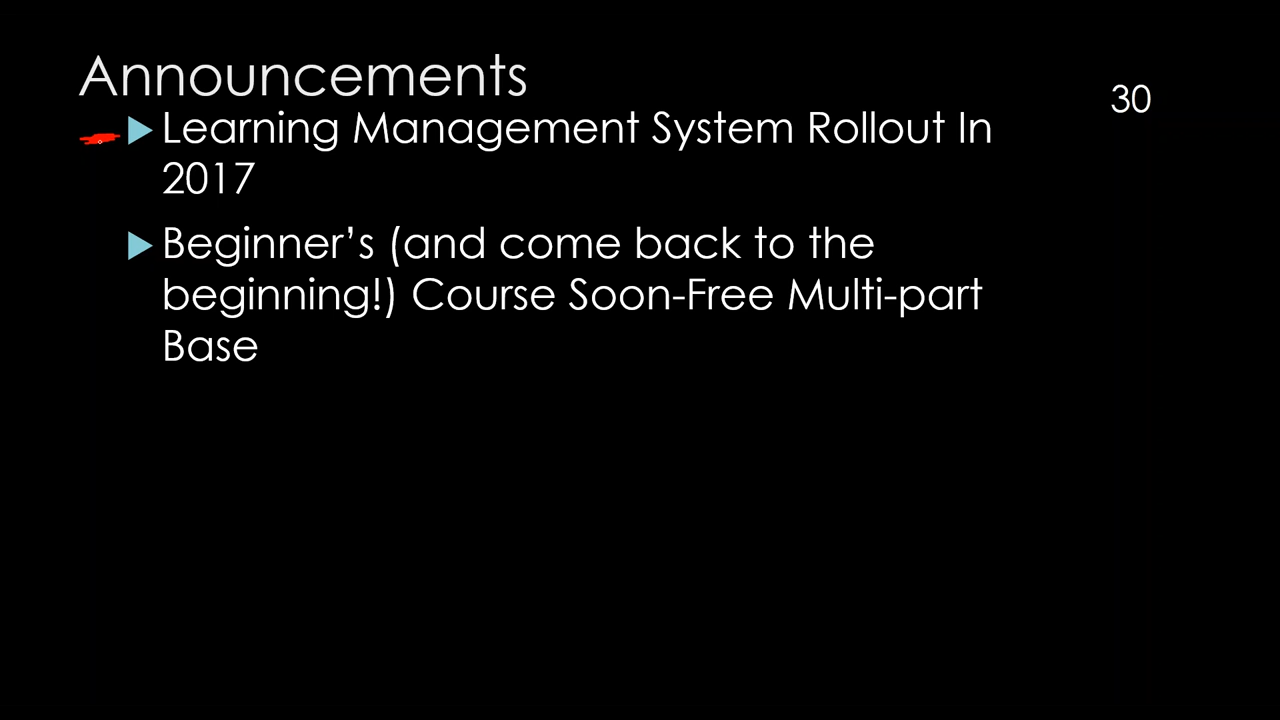 Announcements
30
Learning Management System Rollout In
2017
Beginner’s (and come back to the
beginning!) Course Soon-Free Multi-part
Base